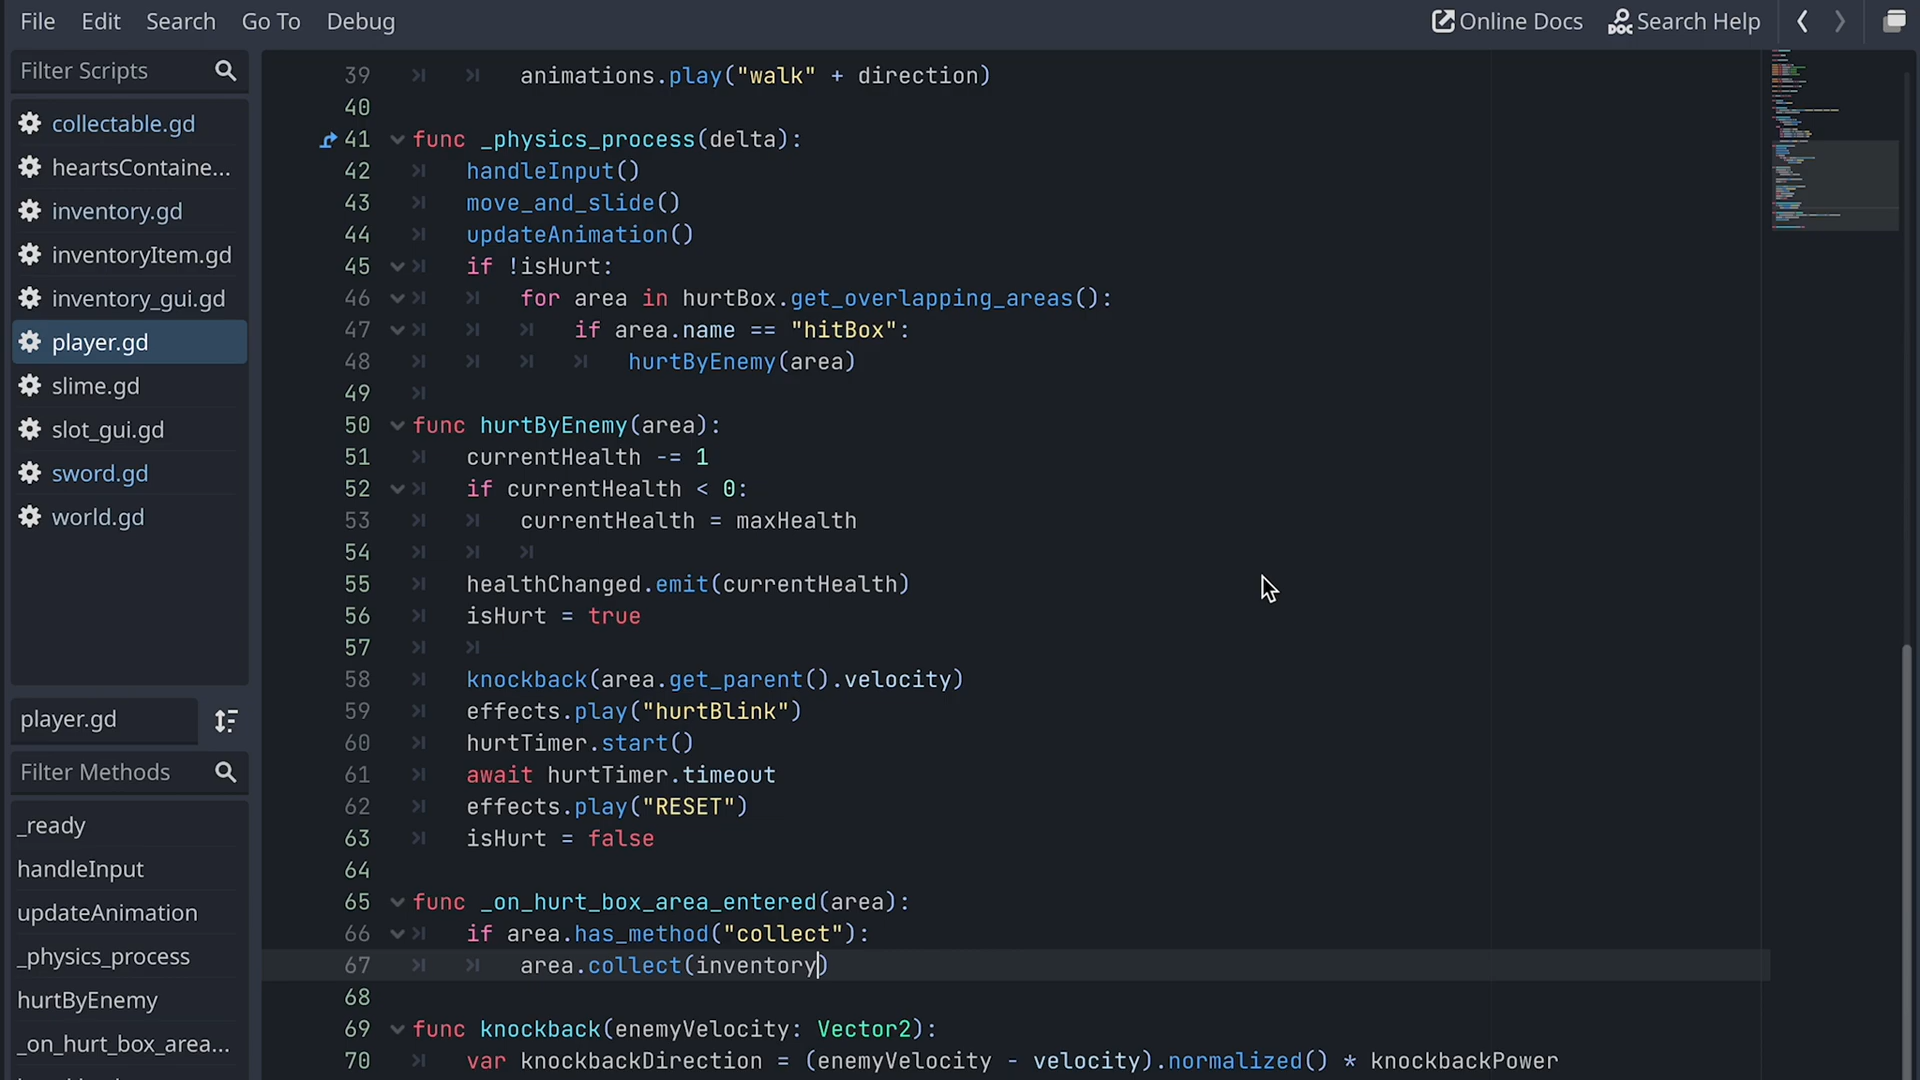 File Edit Search Go To Debug Online Docs Search Help
Filter Scripts
collectable.gd
heartsContaine...
inventory.gd
inventoryItem.gd
inventory_gui.gd
player.gd
slime.gd
slot_gui.gd
sword.gd
world.gd
player.gd
Filter Methods
_ready
handleInput
updateAnimation
_physics_process
hurtByEnemy
_on_hurt_box_area...
39 animations.play("walk" + direction)
40
41 func _physics_process(delta):
42 handleInput()
43 move_and_slide()
44 updateAnimation()
45 if !isHurt:
46 for area in hurtBox.get_overlapping_areas():
47 if area.name == "hitBox":
48 hurtByEnemy(area)
49
50 func hurtByEnemy(area):
51 currentHealth -= 1
52 if currentHealth < 0:
53 currentHealth = maxHealth
54
55 healthChanged.emit(currentHealth)
56 isHurt = true
57
58 knockback(area.get_parent().velocity)
59 effects.play("hurtBlink")
60 hurtTimer.start()
61 await hurtTimer.timeout
62 effects.play("RESET")
63 isHurt = false
64
65 func _on_hurt_box_area_entered(area):
66 if area.has_method("collect"):
67 area.collect(inventory)
68
69 func knockback(enemyVelocity: Vector2):
70 var knockbackDirection = (enemyVelocity - velocity).normalized() * knockbackPower